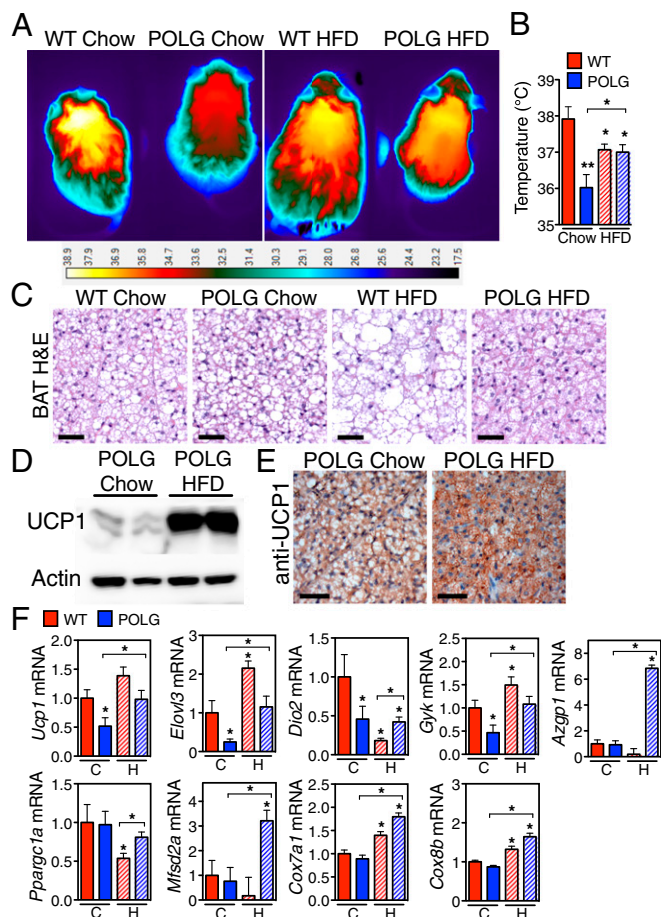 A
WT Chow POLG Chow WT HFD POLG HFD
38.9 37.9 36.9 35.8 34.7 33.6 32.5 31.4 30.3 29.1 28.0 26.8 25.6 24.4 23.2 17.5
B
WT
POLG
Temperature (°C)
39
38
37
36
35
*
** * *
Chow HFD
C
WT Chow POLG Chow WT HFD POLG HFD
BAT H&E
D
POLG Chow
POLG HFD
UCP1
Actin
E
POLG Chow POLG HFD
anti-UCP1
F
WT POLG
Ucp1 mRNA
2.0
1.5
1.0
0.5
0.0
*
*
C H
Elovl3 mRNA
3
2
1
0
*
*
*
C H
Dio2 mRNA
2.0
1.0
0.5
0.0
*
*
*
*
C H
Gyk mRNA
2.0
1.5
1.0
0.5
0.0
*
*
*
C H
Azgp1 mRNA
8
6
4
2
0
*
*
C H
Ppargc1a mRNA
1.5
1.0
0.5
0.0
*
*
C H
Mfsd2a mRNA
4
3
2
1
0
*
*
C H
Cox7a1 mRNA
2.0
1.5
1.0
0.5
0.0
*
*
*
C H
Cox8b mRNA
3
2
1
0
*
*
*
C H